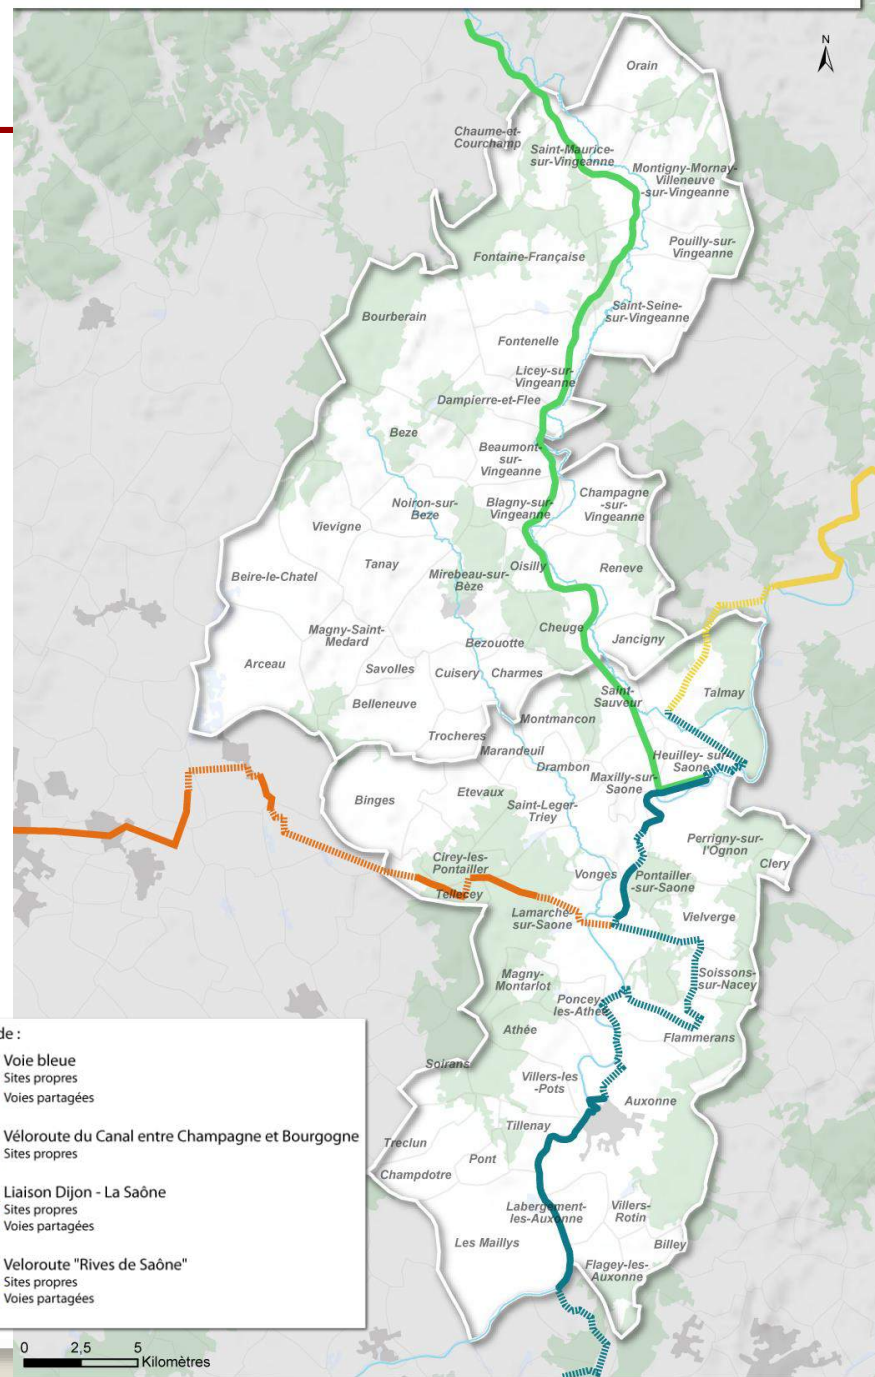 N
Orain
Chaume-et-
Courchamp
Saint-Maurice-
sur-Vingeanne
Montigny-Mornay-
Villeneuve
-sur-Vingeanne
Pouilly-sur-
Vingeanne
Fontaine-Française
Saint-Seine-
sur-Vingeanne
Bourberain
Fontenelle
Licey-sur-
Vingeanne
Dampierre-et-Flee
Beze
Beaumont-
sur-
Vingeanne
Noiron-sur-
Beze
Blagny-sur-
Vingeanne
Champagne
-sur-
Vingeanne
Vievigne
Tanay
Oisilly
Reneve
Beire-le-Chatel
Mirebeau-sur-
Bèze
Magny-Saint-
Medard
Cheuge
Jancigny
Bezouotte
Arceau
Savolles
Cuisery
Charmes
Belleneuve
Saint-
Sauveur
Talmay
Montmancon
Trocheres
Marandeuil
Heuilley- sur-
Saone
Drambon
Maxilly-sur-
Saone
Binges
Etevaux
Saint-Leger-
Triey
Perrigny-sur-
l'Ognon
Clery
Cirey-les-
Pontailler
Vonges
Pontailler
-sur-Saone
Tellecey
Lamarche-
sur-Saone
Vielverge
Magny-
Montarlot
Soissons-
sur-Nacey
Poncey-
les-Athée
Athée
Flammerans
Soirans
Villers-les
-Pots
Auxonne
Tillenay
Treclun
Pont
Champdotre
Labergement-
les-Auxonne
Villers-
Rotin
Les Maillys
Billey
Flagey-les-
Auxonne
de :
Voie bleue
Sites propres
Voies partagées
Véloroute du Canal entre Champagne et Bourgogne
Sites propres
Liaison Dijon - La Saône
Sites propres
Voies partagées
Veloroute "Rives de Saône"
Sites propres
Voies partagées
0 2,5 5
Kilomètres